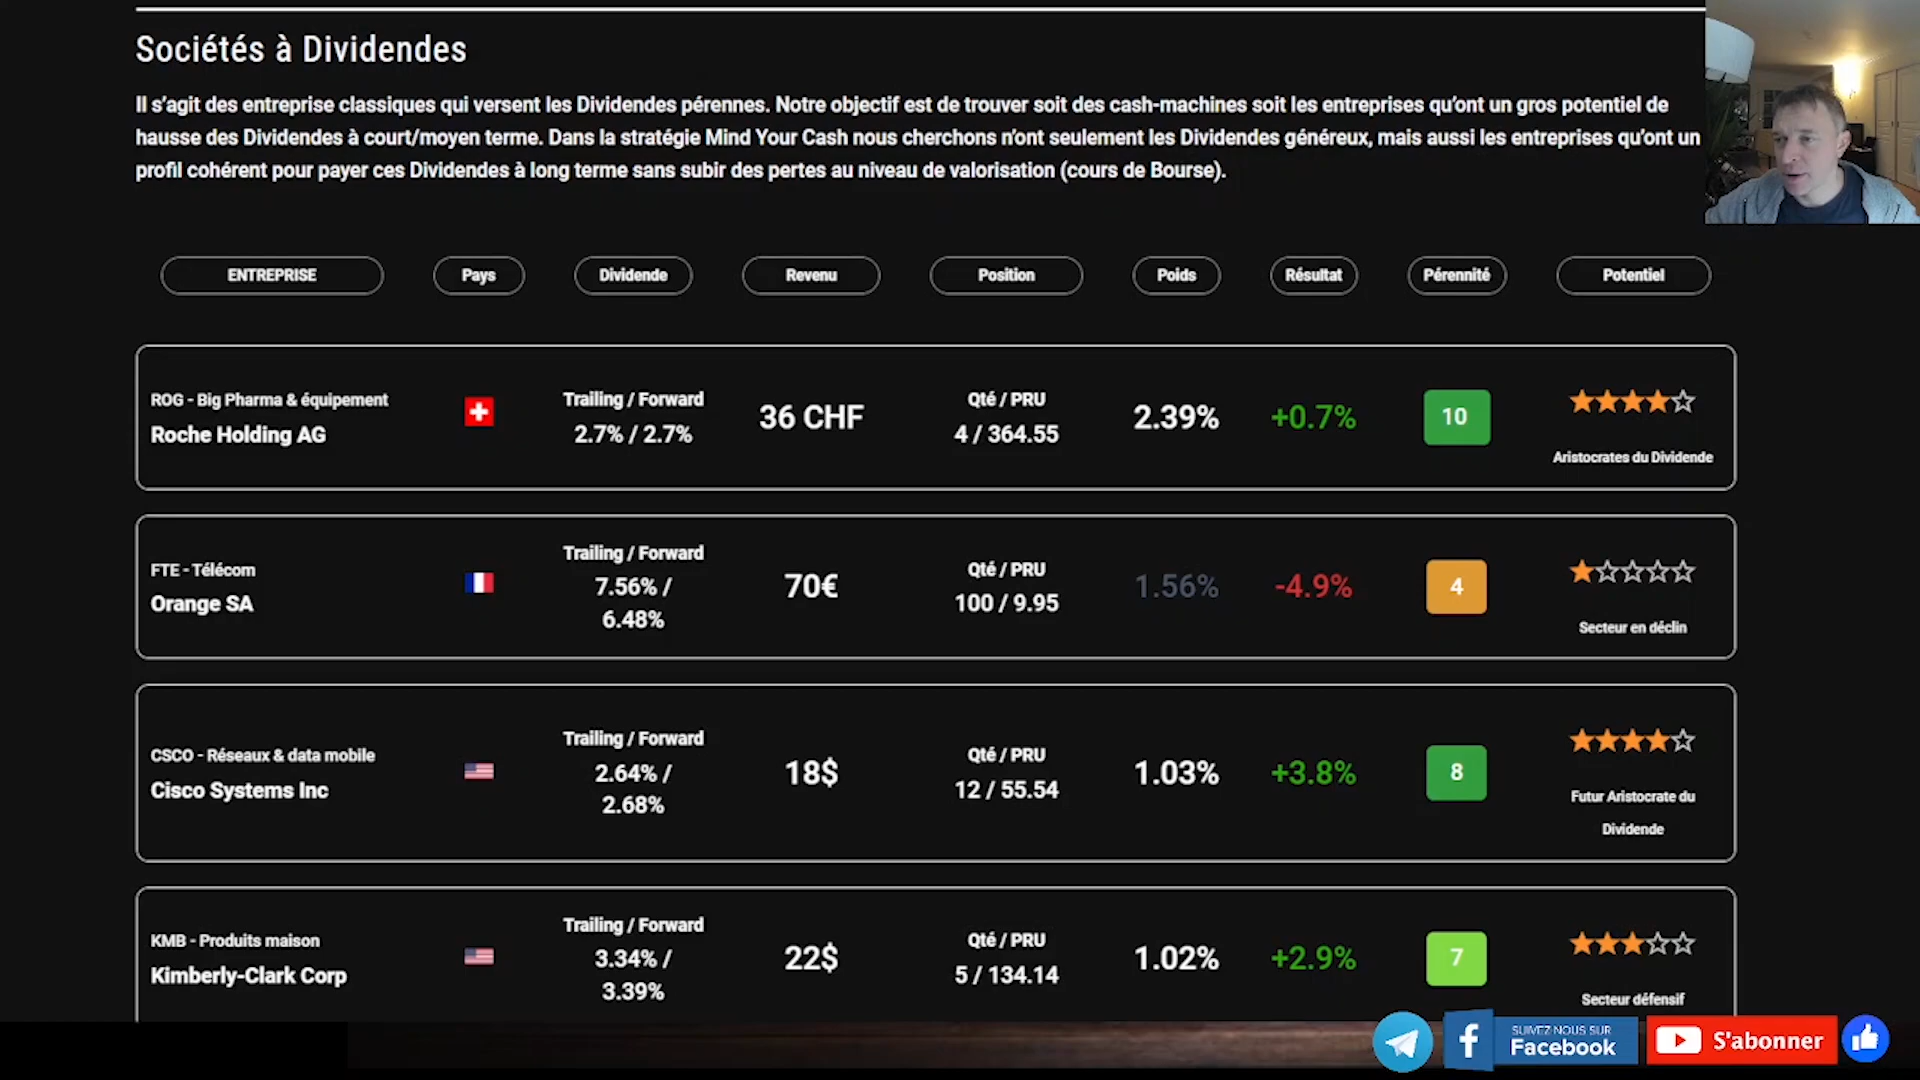 Sociétés à Dividendes
Il s'agit des entreprise classiques qui versent les Dividendes pérennes. Notre objectif est de trouver soit des cash-machines soit les entreprises qu'ont un gros potentiel de
hausse des Dividendes à court/moyen terme. Dans la stratégie Mind Your Cash nous cherchons n'ont seulement les Dividendes généreux, mais aussi les entreprises qu'ont un
profil cohérent pour payer ces Dividendes à long terme sans subir des pertes au niveau de valorisation (cours de Bourse).
ENTREPRISE Pays Dividende Revenu Position Poids Résultat Pérennité Potentiel
ROG - Big Pharma & équipement
Roche Holding AG
Trailing / Forward
2.7% / 2.7%
36 CHF
Qté / PRU
4 / 364.55
2.39%
+0.7%
10
Aristocrates du Dividende
FTE - Télécom
Orange SA
Trailing / Forward
7.56% /
6.48%
70€
Qté / PRU
100 / 9.95
1.56%
-4.9%
4
Secteur en déclin
CSCO - Réseaux & data mobile
Cisco Systems Inc
Trailing / Forward
2.64% /
2.68%
18$
Qté / PRU
12 / 55.54
1.03%
+3.8%
8
Futur Aristocrate du
Dividende
KMB - Produits maison
Kimberly-Clark Corp
Trailing / Forward
3.34% /
3.39%
22$
Qté / PRU
5 / 134.14
1.02%
+2.9%
7
Secteur défensif
SUIVEZ-NOUS SUR
Facebook
S'abonner